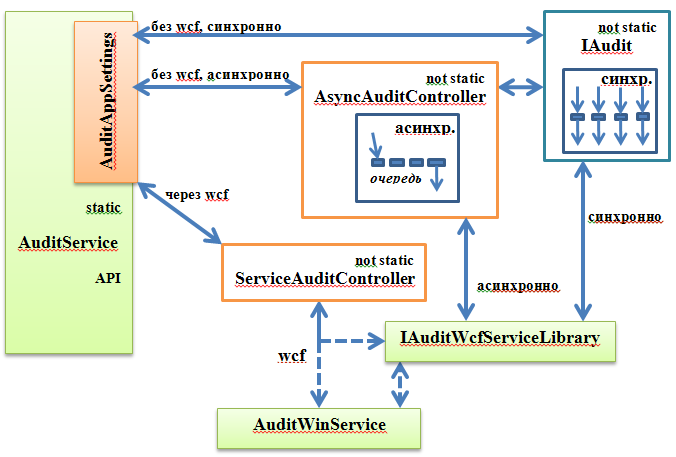 без wcf, синхронно
not static
IAudit
синхр.
AuditAppSettings
без wcf, асинхронно
not static
AsyncAuditController
асинхр.
очередь
через wcf
static
AuditService
API
синхронно
not static
ServiceAuditController
асинхронно
wcf
IAuditWcfServiceLibrary
AuditWinService